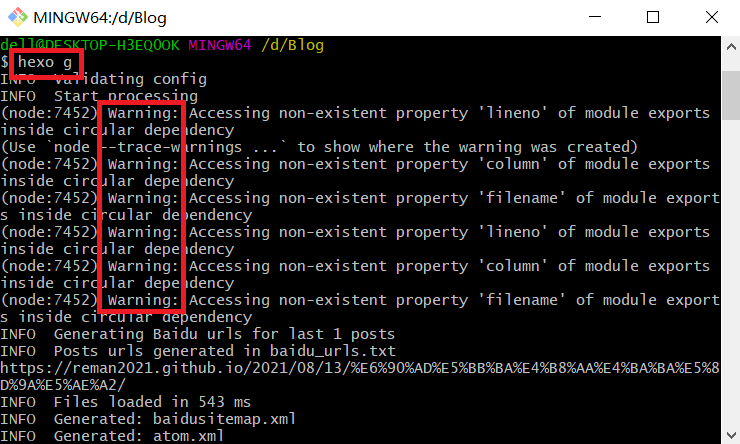 MINGW64:/d/Blog
dell@DESKTOP-H3EQOOK MINGW64 /d/Blog
$ hexo g
INFO  Validating config
INFO  Start processing
(node:7452) Warning: Accessing non-existent property 'lineno' of module exports
inside circular dependency
(Use `node --trace-warnings ...` to show where the warning was created)
(node:7452) Warning: Accessing non-existent property 'column' of module exports
inside circular dependency
(node:7452) Warning: Accessing non-existent property 'filename' of module export
s inside circular dependency
(node:7452) Warning: Accessing non-existent property 'lineno' of module exports
inside circular dependency
(node:7452) Warning: Accessing non-existent property 'column' of module exports
inside circular dependency
(node:7452) Warning: Accessing non-existent property 'filename' of module export
s inside circular dependency
INFO  Generating Baidu urls for last 1 posts
INFO  Posts urls generated in baidu_urls.txt
https://reman2021.github.io/2021/08/13/%E6%90%AD%E5%BB%BA%E4%B8%AA%E4%BA%BA%E5%8
D%9A%E5%AE%A2/
INFO  Files loaded in 543 ms
INFO  Generated: baidusitemap.xml
INFO  Generated: atom.xml